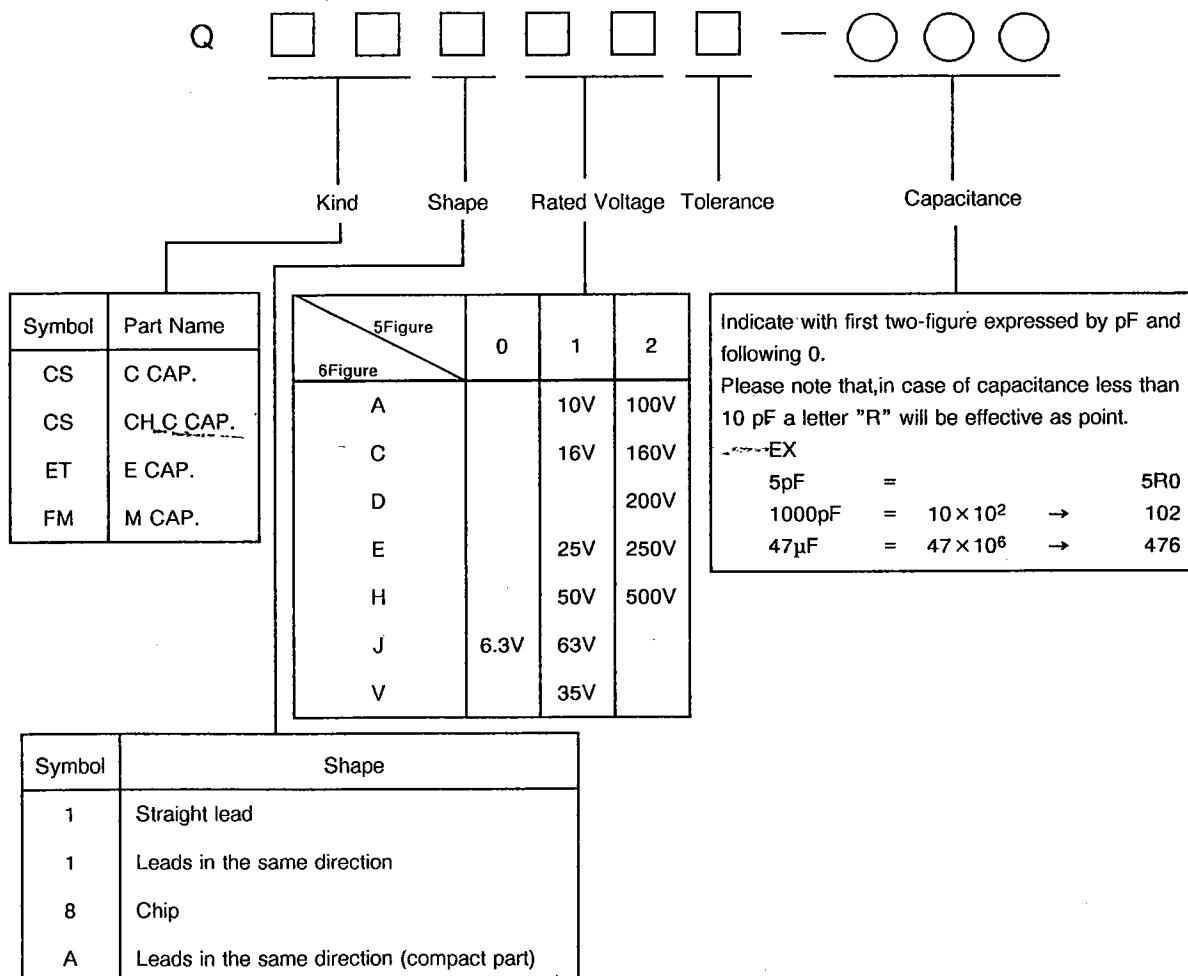 Q —
Kind Shape Rated Voltage Tolerance Capacitance
Symbol Part Name
CS C CAP.
CS CH C CAP.
ET E CAP.
FM M CAP.
5Figure 0 1 2
6Figure
A 10V 100V
C 16V 160V
D 200V
E 25V 250V
H 50V 500V
J 6.3V 63V
V 35V
Indicate with first two-figure expressed by pF and
following 0.
Please note that,in case of capacitance less than
10 pF a letter "R" will be effective as point.
EX
5pF = 5R0
1000pF = 10×10² → 102
47µF = 47×10⁶ → 476
Symbol Shape
1 Straight lead
1 Leads in the same direction
8 Chip
A Leads in the same direction (compact part)